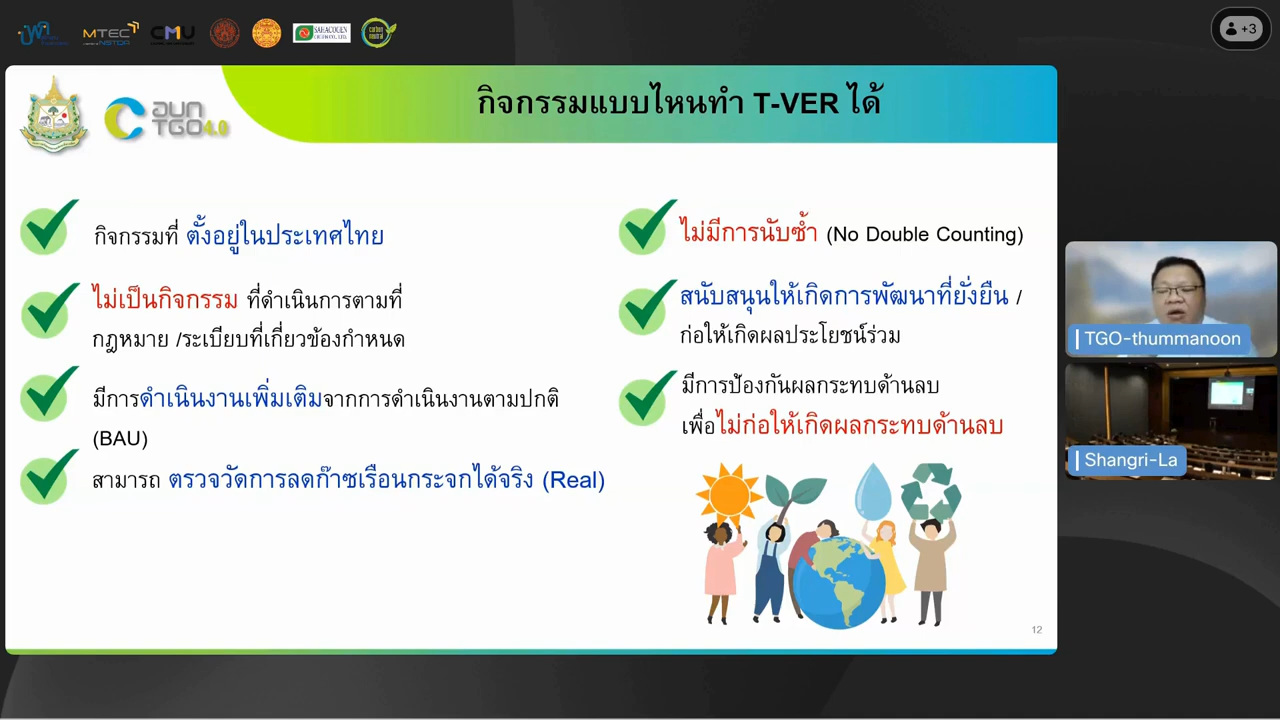 MTEC
NSTDA
CMU
SAHACOGEN
carbon neutral
+3
อบก
TGO 4.0
กิจกรรมแบบไหนทำ T-VER ได้
กิจกรรมที่ ตั้งอยู่ในประเทศไทย
ไม่เป็นกิจกรรม ที่ดำเนินการตามที่
กฎหมาย /ระเบียบที่เกี่ยวข้องกำหนด
มีการดำเนินงานเพิ่มเติมจากการดำเนินงานตามปกติ
(BAU)
สามารถ ตรวจวัดการลดก๊าซเรือนกระจกได้จริง (Real)
ไม่มีการนับซ้ำ (No Double Counting)
สนับสนุนให้เกิดการพัฒนาที่ยั่งยืน /
ก่อให้เกิดผลประโยชน์ร่วม
มีการป้องกันผลกระทบด้านลบ
เพื่อไม่ก่อให้เกิดผลกระทบด้านลบ
12
TGO-thummanoon
Shangri-La